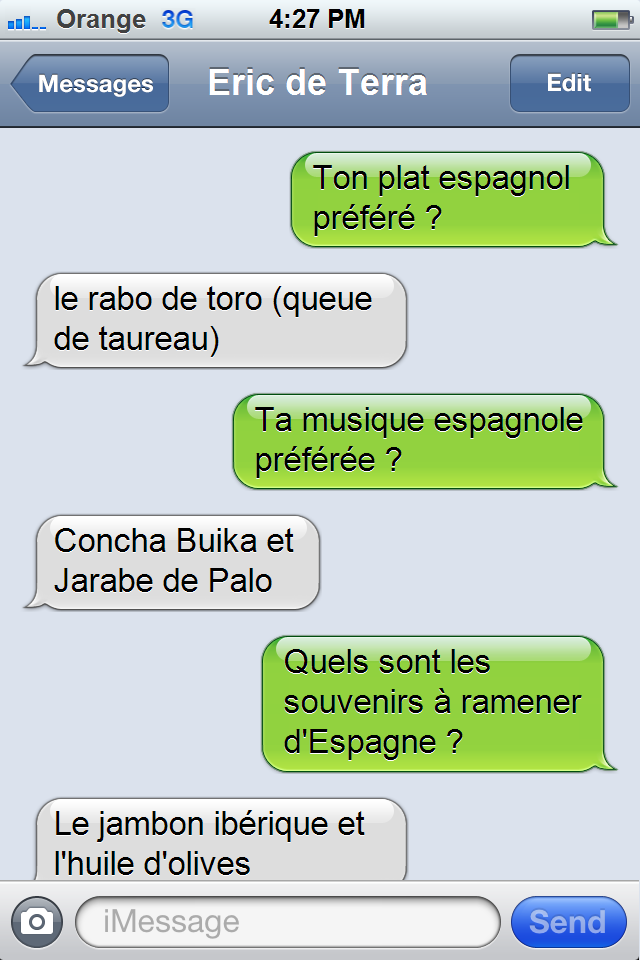 Orange 3G 4:27 PM
Messages Eric de Terra Edit
Ton plat espagnol
préféré ?
le rabo de toro (queue
de taureau)
Ta musique espagnole
préférée ?
Concha Buika et
Jarabe de Palo
Quels sont les
souvenirs à ramener
d'Espagne ?
Le jambon ibérique et
l'huile d'olives
iMessage Send